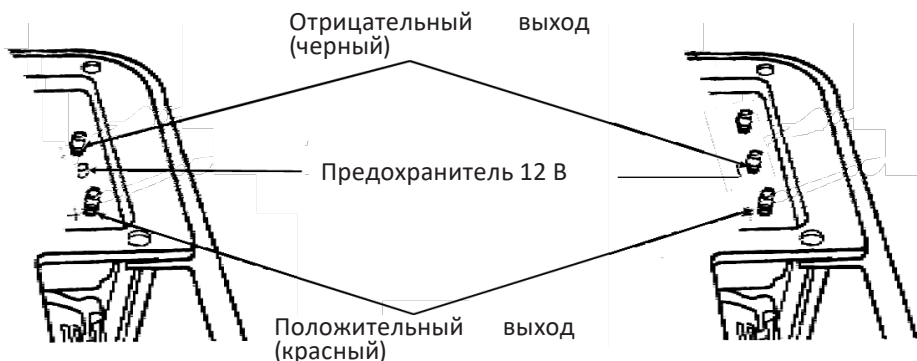 Отрицательный выход
(черный)
Предохранитель 12 В
Положительный выход
(красный)